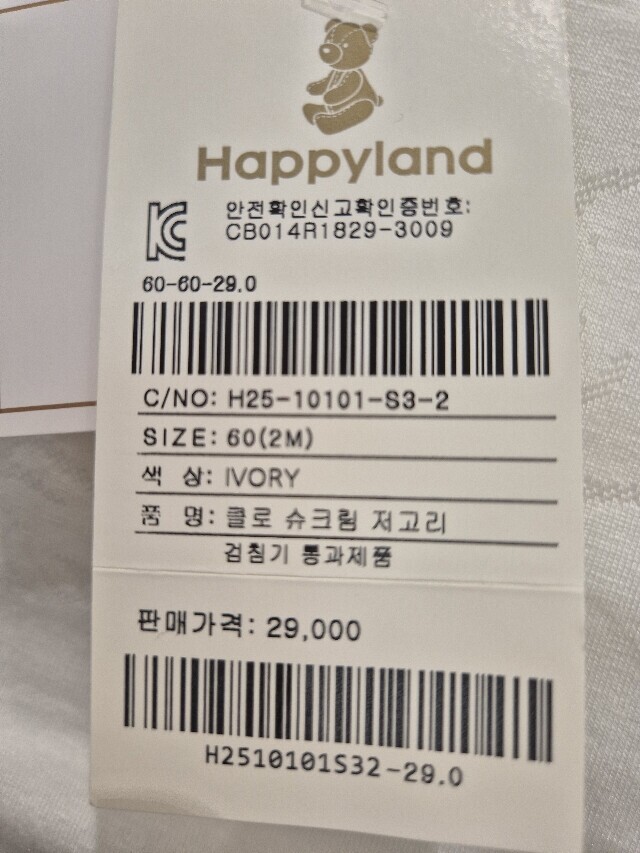 Happyland
안전확인신고확인증번호:
CB014R1829-3009
60-60-29.0
C/NO: H25-10101-S3-2
SIZE: 60(2M)
색 상: IVORY
품 명: 클로 슈크림 저고리
검침기 통과제품
판매가격: 29,000
H2510101S32-29.0